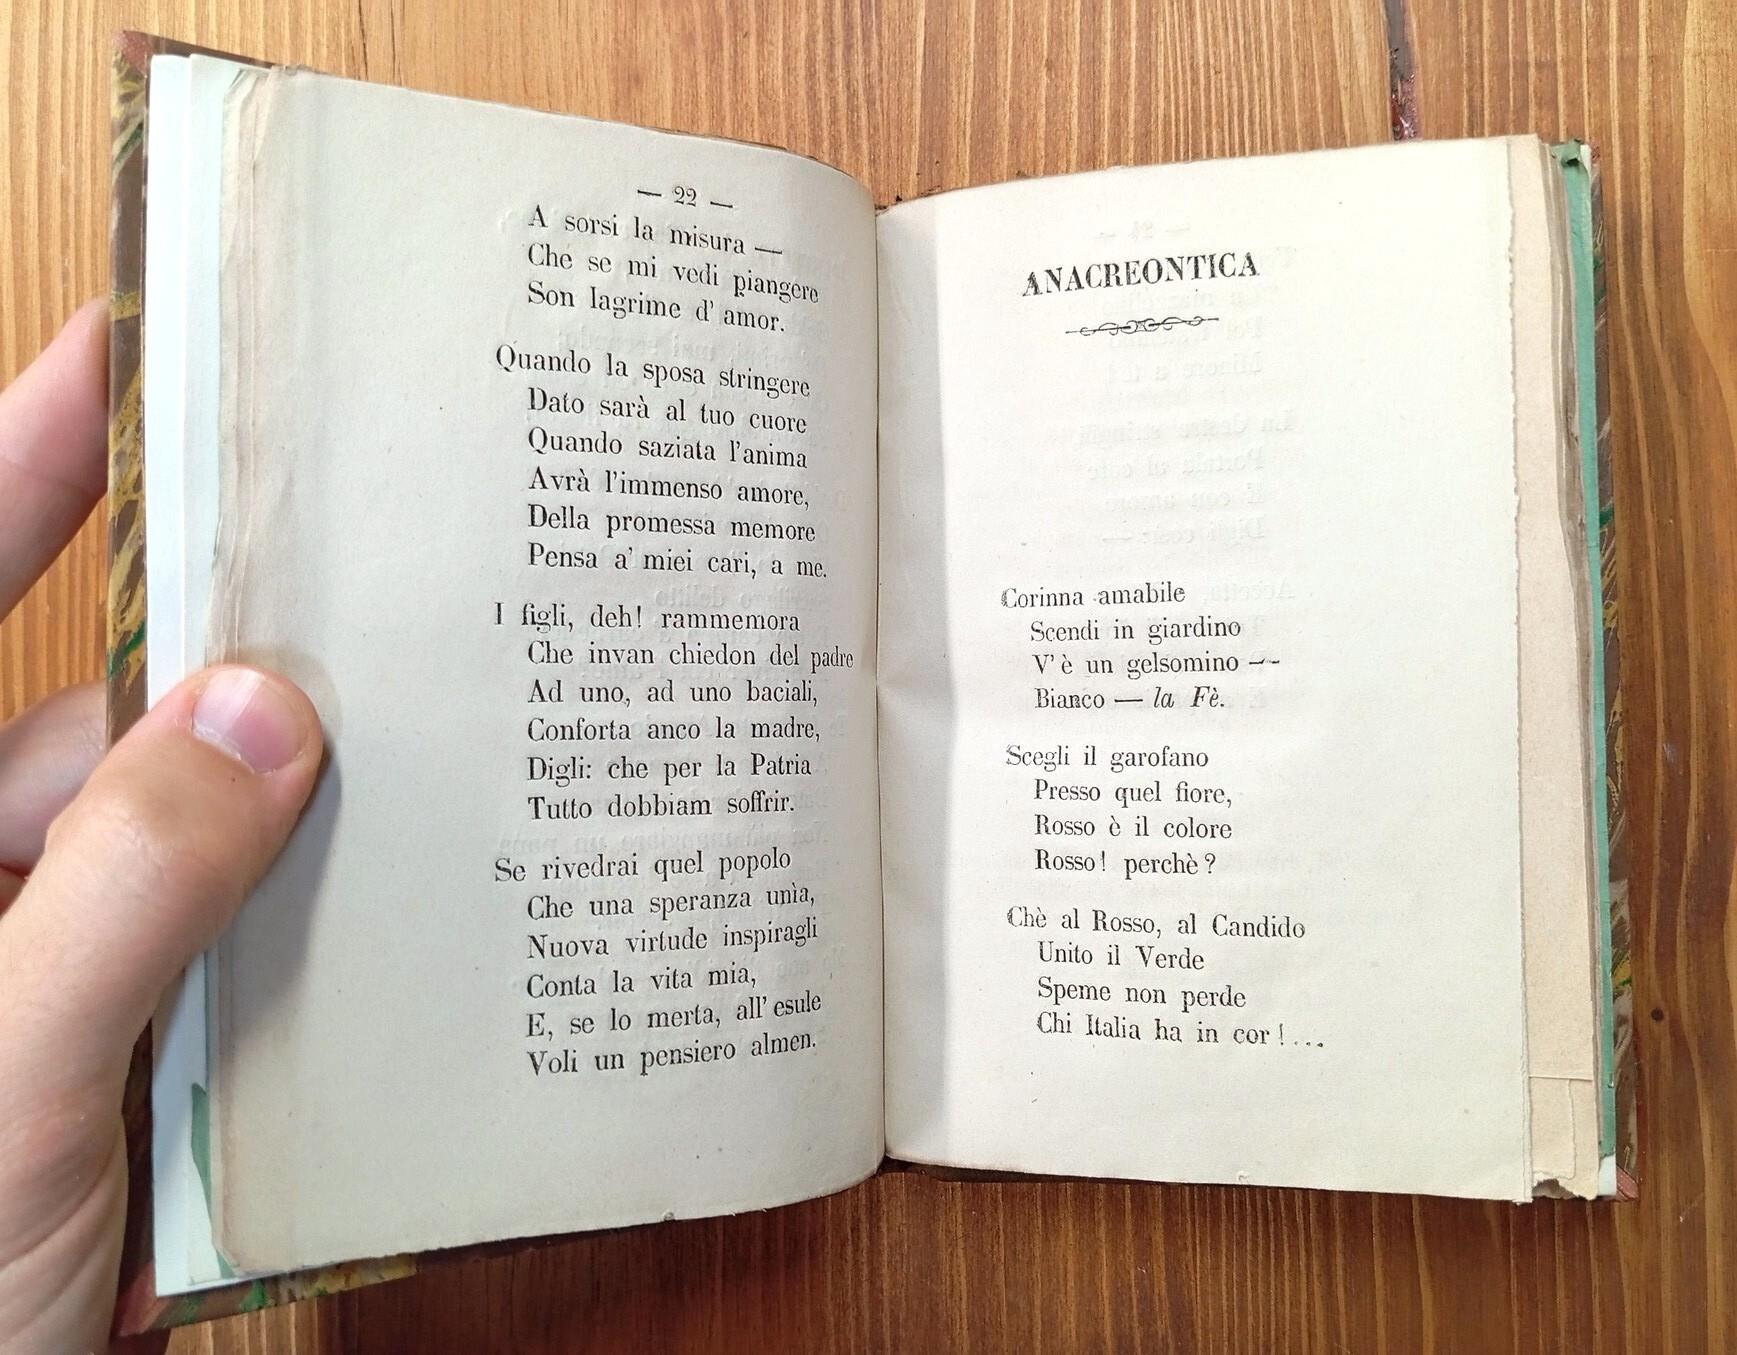 — 22 —
A sorsi la misura —
Che se mi vedi piangere
Son lagrime d' amor.
Quando la sposa stringere
Dato sarà al tuo cuore
Quando saziata l'anima
Avrà l'immenso amore,
Della promessa memore
Pensa a' miei cari, a me.
I figli, deh! rammemora
Che invan chiedon del padre
Ad uno, ad uno baciali,
Conforta anco la madre,
Digli: che per la Patria
Tutto dobbiam soffrir.
Se rivedrai quel popolo
Che una speranza unìa,
Nuova virtude inspiragli
Conta la vita mia,
E, se lo merta, all' esule
Voli un pensiero almen.
ANACREONTICA
Corinna amabile
Scendi in giardino
V' è un gelsomino —
Bianco — la Fè.
Scegli il garofano
Presso quel fiore,
Rosso è il colore
Rosso! perchè?
Chè al Rosso, al Candido
Unito il Verde
Speme non perde
Chi Italia ha in cor!...